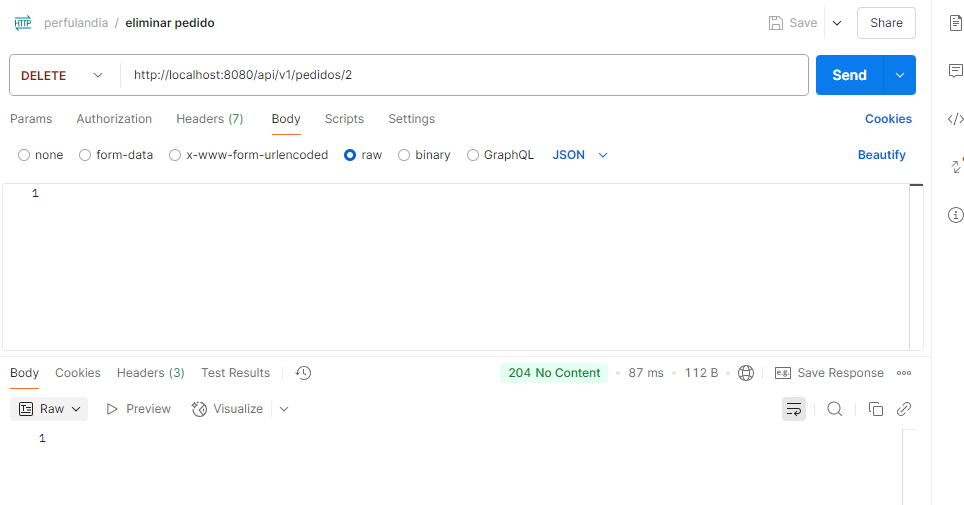 HTTP perfulandia / eliminar pedido Save Share
DELETE http://localhost:8080/api/v1/pedidos/2 Send
Params Authorization Headers (7) Body Scripts Settings Cookies
none form-data x-www-form-urlencoded raw binary GraphQL JSON Beautify
1
Body Cookies Headers (3) Test Results 204 No Content • 87 ms • 112 B e.g. Save Response
Raw Preview Visualize
1